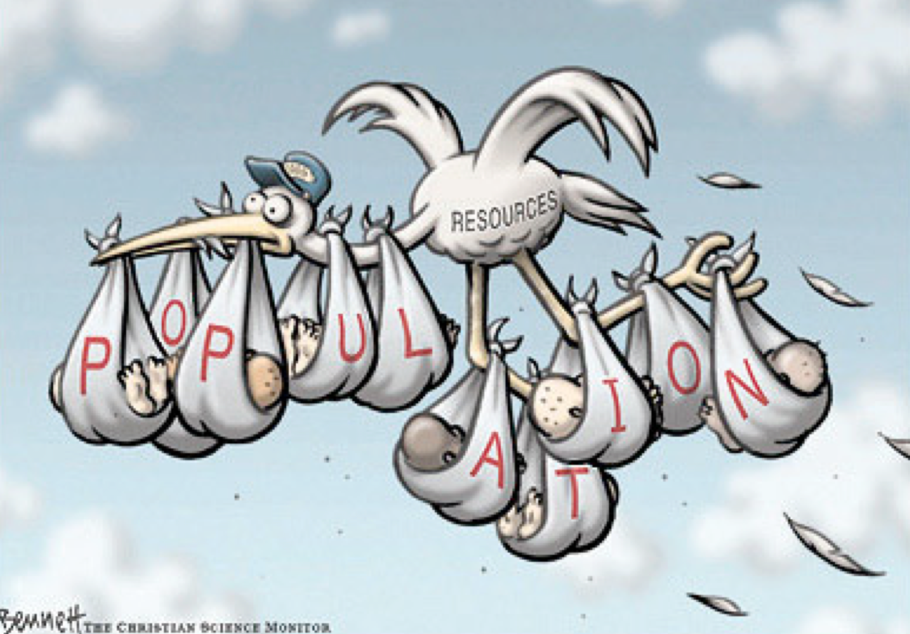 RESOURCES
POPULATION
Bennett THE CHRISTIAN SCIENCE MONITOR